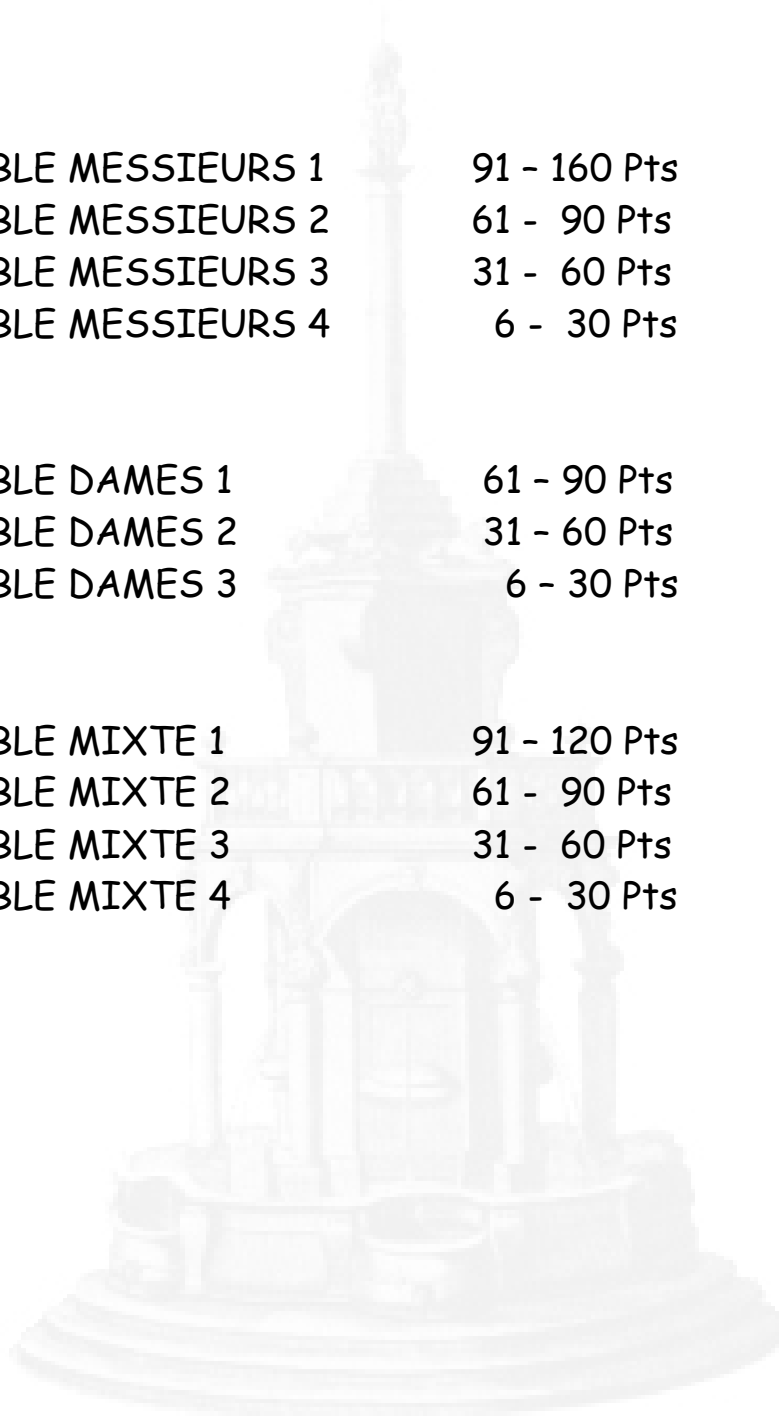 BLE MESSIEURS 1 91 – 160 Pts
BLE MESSIEURS 2 61 - 90 Pts
BLE MESSIEURS 3 31 - 60 Pts
BLE MESSIEURS 4 6 - 30 Pts
BLE DAMES 1 61 – 90 Pts
BLE DAMES 2 31 – 60 Pts
BLE DAMES 3 6 – 30 Pts
BLE MIXTE 1 91 – 120 Pts
BLE MIXTE 2 61 - 90 Pts
BLE MIXTE 3 31 - 60 Pts
BLE MIXTE 4 6 - 30 Pts